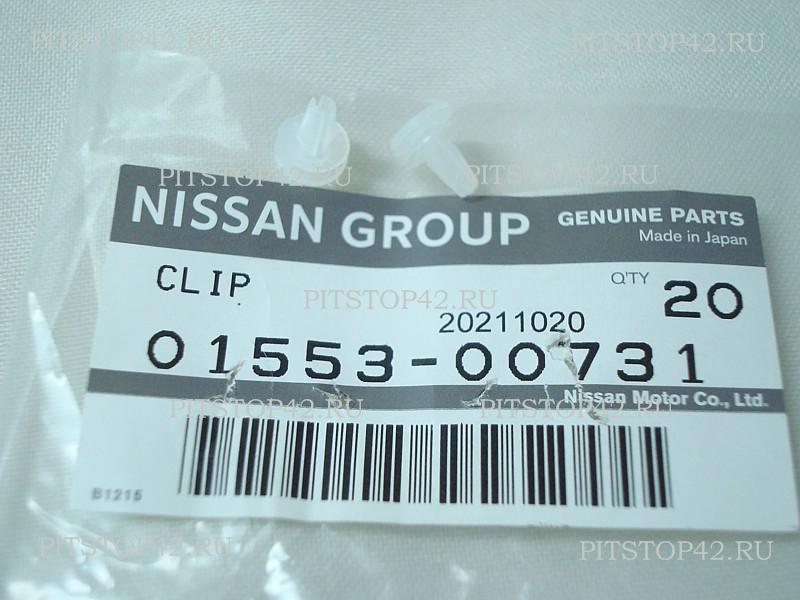 PITSTOP42.RU PITSTOP42.RU
PITSTOP42.RU PITSTOP42.RU
NISSAN GROUP GENUINE PARTS
Made in Japan
CLIP Q'TY 20
PITSTOP42.RU
20211020
01553-00731
Nissan Motor Co., Ltd.
PITSTOP42.RU PITSTOP42.RU
B1215
PITSTOP42.RU PITSTOP42.RU